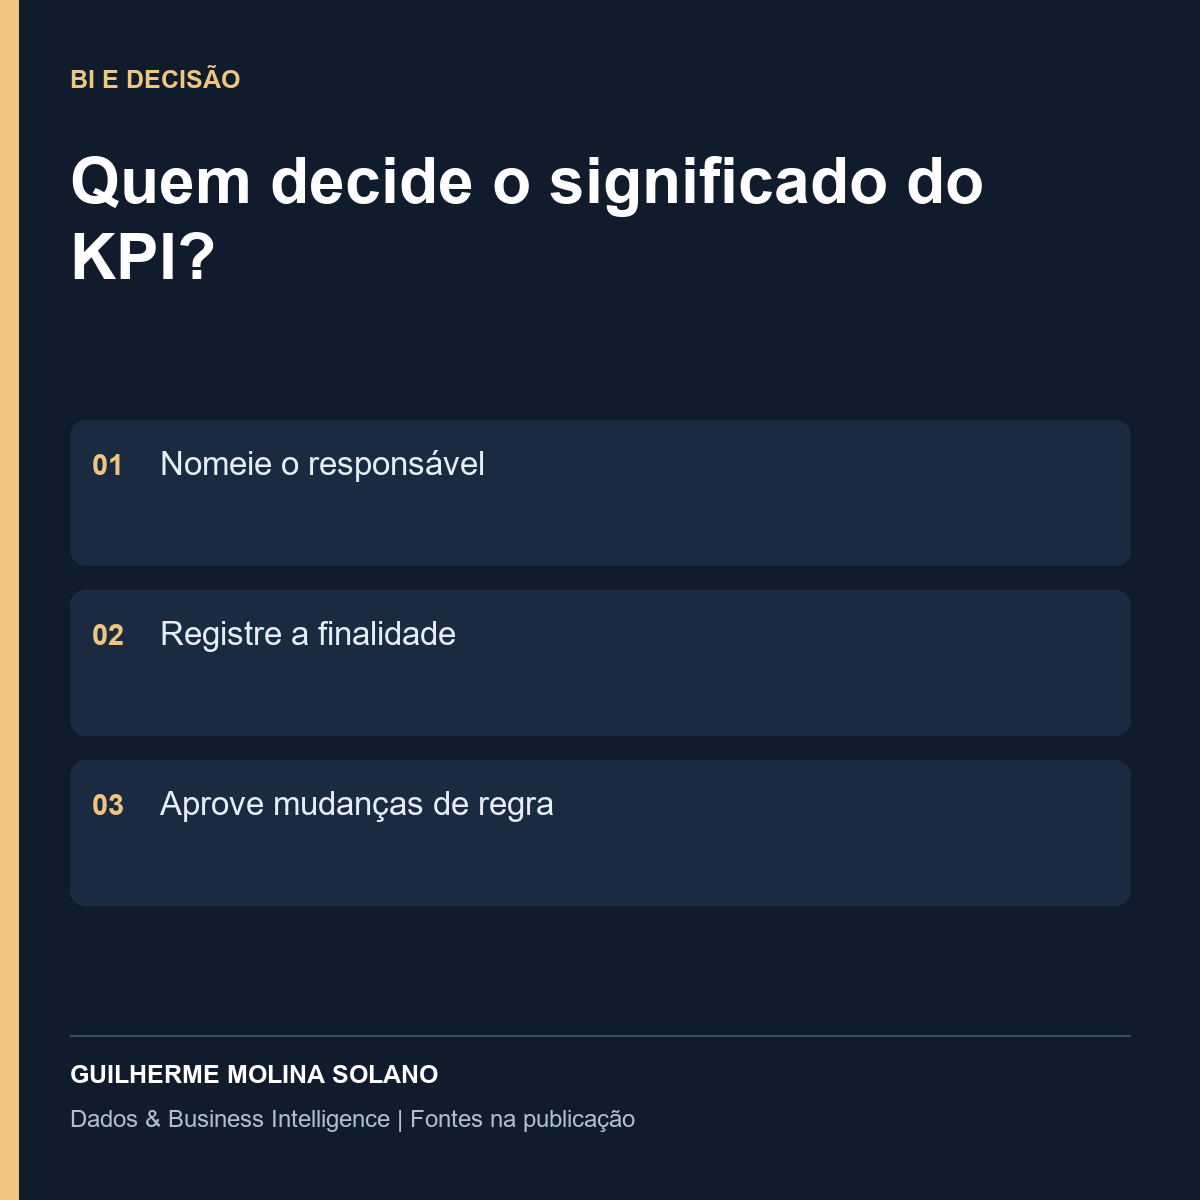 BI E DECISÃO
Quem decide o significado do
KPI?
01 Nomeie o responsável
02 Registre a finalidade
03 Aprove mudanças de regra
GUILHERME MOLINA SOLANO
Dados & Business Intelligence | Fontes na publicação